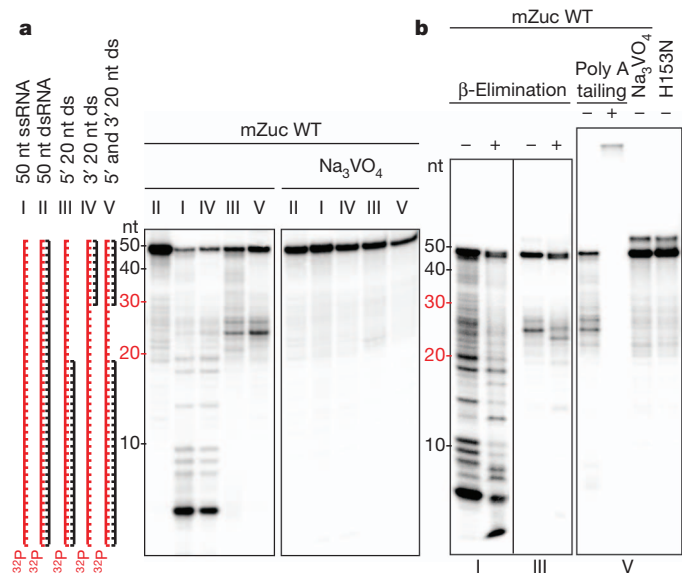 a
50 nt ssRNA
50 nt dsRNA
5′ 20 nt ds
3′ 20 nt ds
5′ and 3′ 20 nt ds
I II III IV V
32P 32P 32P 32P 32P
mZuc WT
Na3VO4
II I IV III V II I IV III V
nt
50
40
30
20
10
b
mZuc WT
β-Elimination
Poly A
tailing
Na3VO4
H153N
− + − + − + − −
nt
50
40
30
20
10
I III V